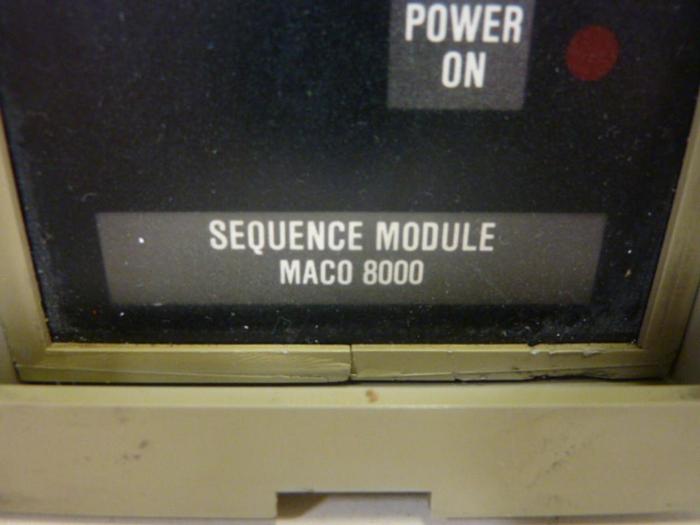 POWER
ON
SEQUENCE MODULE
MACO 8000